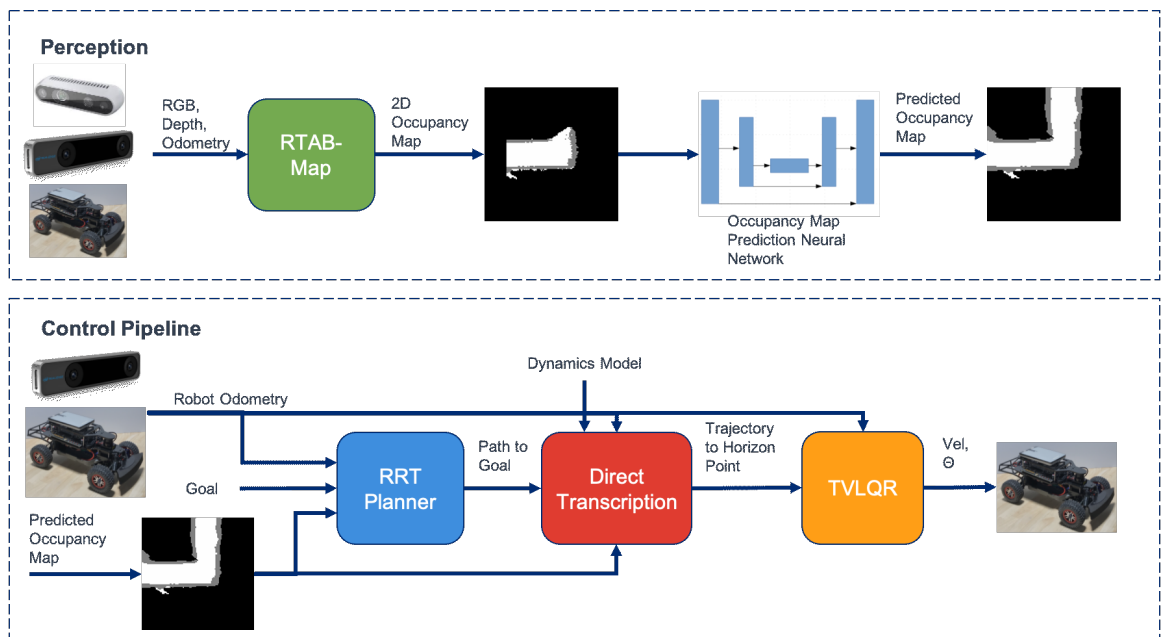 Perception
RGB,
Depth,
Odometry
RTAB-
Map
2D
Occupancy
Map
Occupancy Map
Prediction Neural
Network
Predicted
Occupancy
Map
Control Pipeline
Robot Odometry
Goal
Predicted
Occupancy
Map
RRT
Planner
Path to
Goal
Dynamics Model
Direct
Transcription
Trajectory
to Horizon
Point
TVLQR
Vel,
Θ